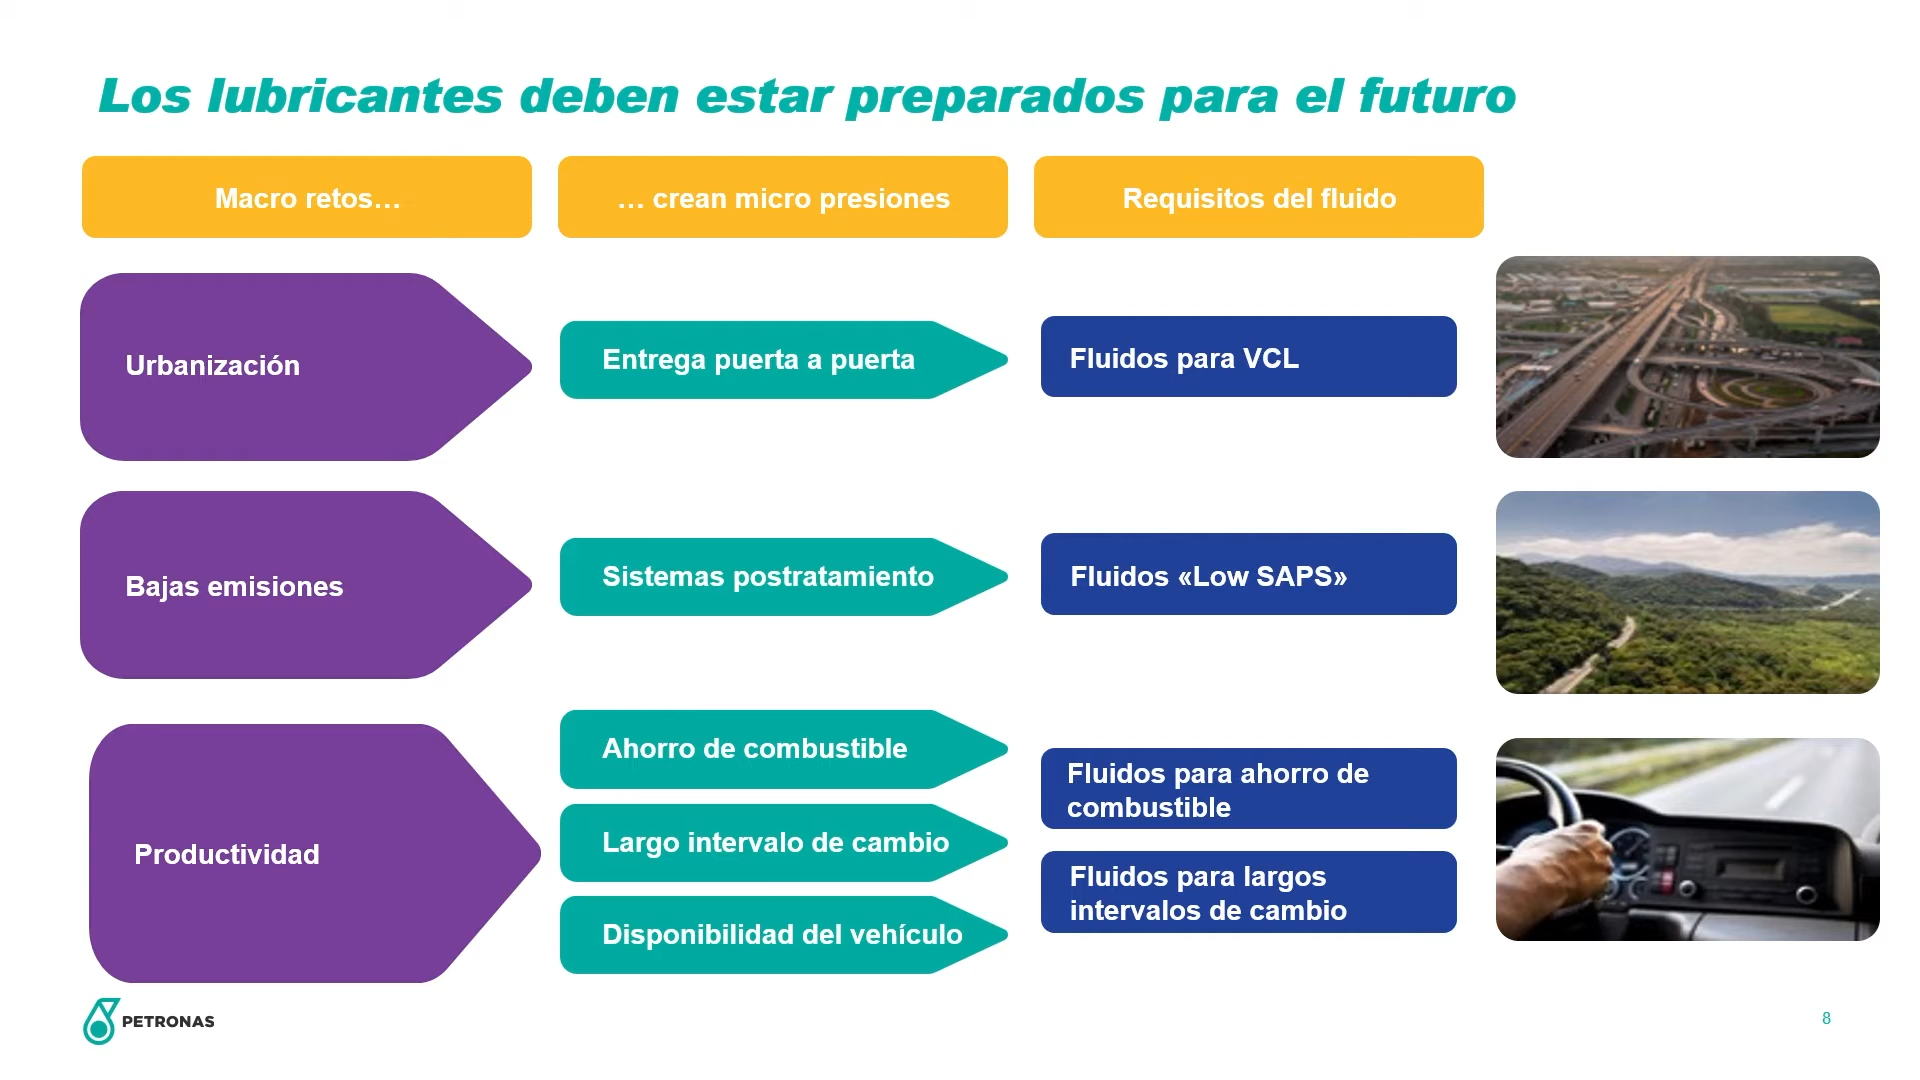 Los lubricantes deben estar preparados para el futuro
Macro retos…
… crean micro presiones
Requisitos del fluido
Urbanización
Entrega puerta a puerta
Fluidos para VCL
Bajas emisiones
Sistemas postratamiento
Fluidos «Low SAPS»
Productividad
Ahorro de combustible
Largo intervalo de cambio
Disponibilidad del vehículo
Fluidos para ahorro de
combustible
Fluidos para largos
intervalos de cambio
PETRONAS
8